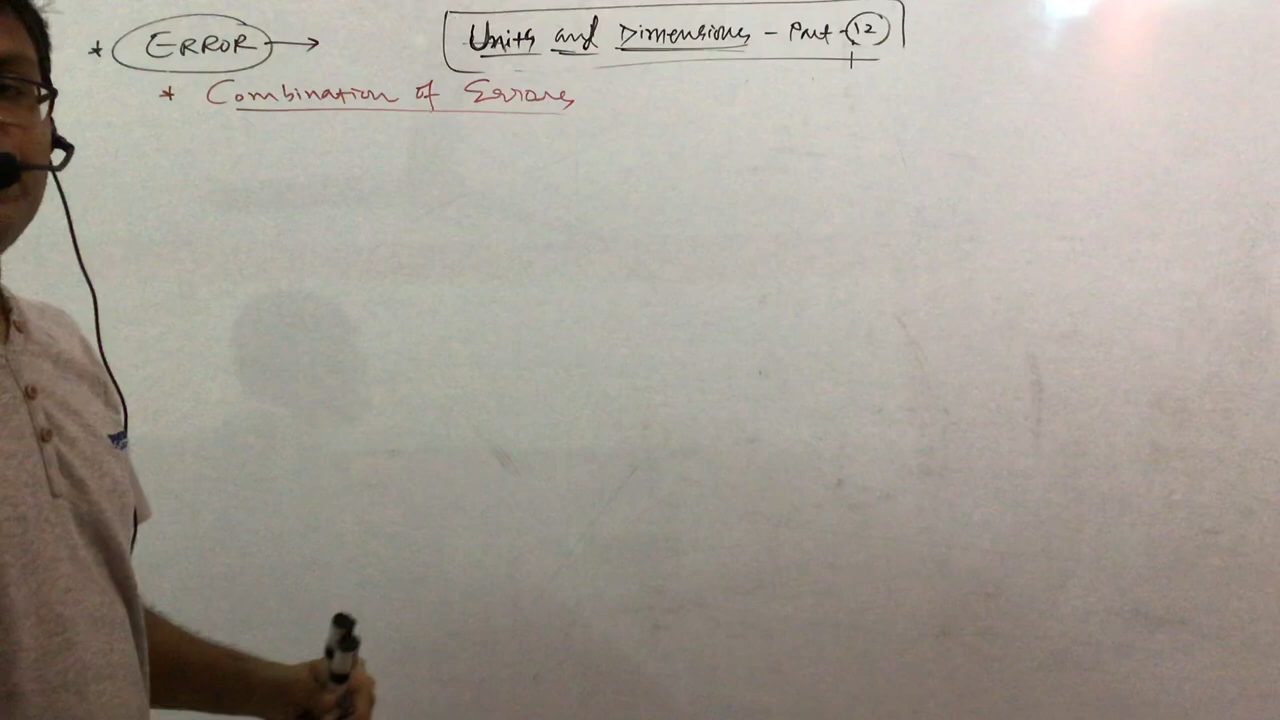 * ERROR →
Units and Dimensions - Part - 12
* Combination of Errors